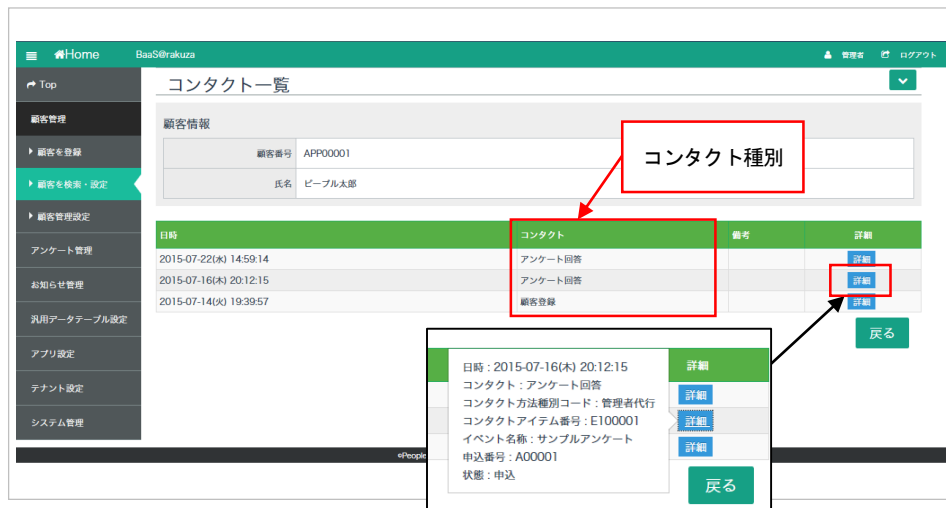 Home BaaS@rakuza 管理者 ログアウト
Top
顧客管理
顧客を登録
顧客を検索・設定
顧客管理設定
アンケート管理
お知らせ管理
汎用データテーブル設定
アプリ設定
テナント設定
システム管理
コンタクト一覧
顧客情報
顧客番号 APP00001
氏名 ピープル太郎
コンタクト種別
日時 コンタクト 備考 詳細
2015-07-22(水) 14:59:14 アンケート回答 詳細
2015-07-16(木) 20:12:15 アンケート回答 詳細
2015-07-14(火) 19:39:57 顧客登録 詳細
戻る
日時 : 2015-07-16(木) 20:12:15
コンタクト : アンケート回答
コンタクト方法種別コード : 管理者代行
コンタクトアイテム番号 : E100001
イベント名称 : サンプルアンケート
申込番号 : A00001
状態 : 申込
詳細
詳細
詳細
詳細
戻る
©People